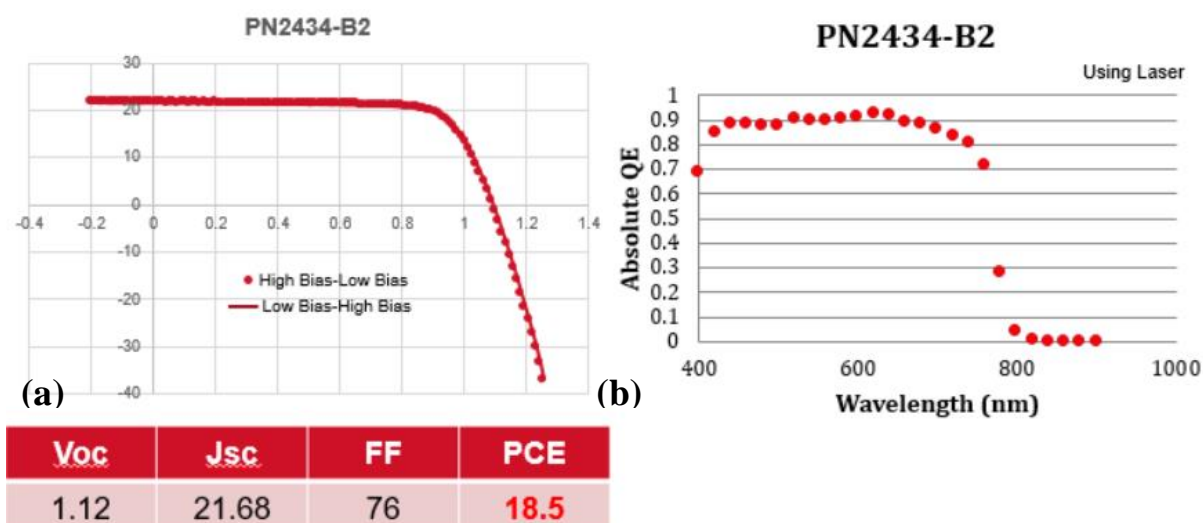 PN2434-B2
30
20
10
0
-10
-20
-30
-40
-0.4 -0.2 0 0.2 0.4 0.6 0.8 1 1.2 1.4
High Bias-Low Bias
Low Bias-High Bias
(a)
PN2434-B2
Using Laser
Absolute QE
1
0.9
0.8
0.7
0.6
0.5
0.4
0.3
0.2
0.1
0
400 600 800 1000
Wavelength (nm)
(b)
Voc Jsc FF PCE
1.12 21.68 76 18.5